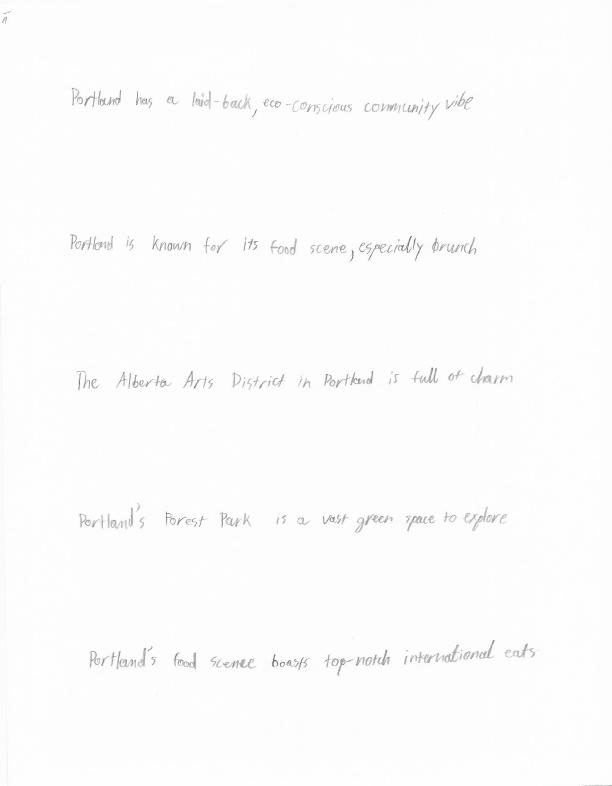 Portland has a laid-back, eco-conscious community vibe
Portland is known for its food scene, especially brunch
The Alberta Arts District in Portland is full of charm
Portland's Forest Park is a vast green space to explore
Portland's food scence boasts top-notch international eats